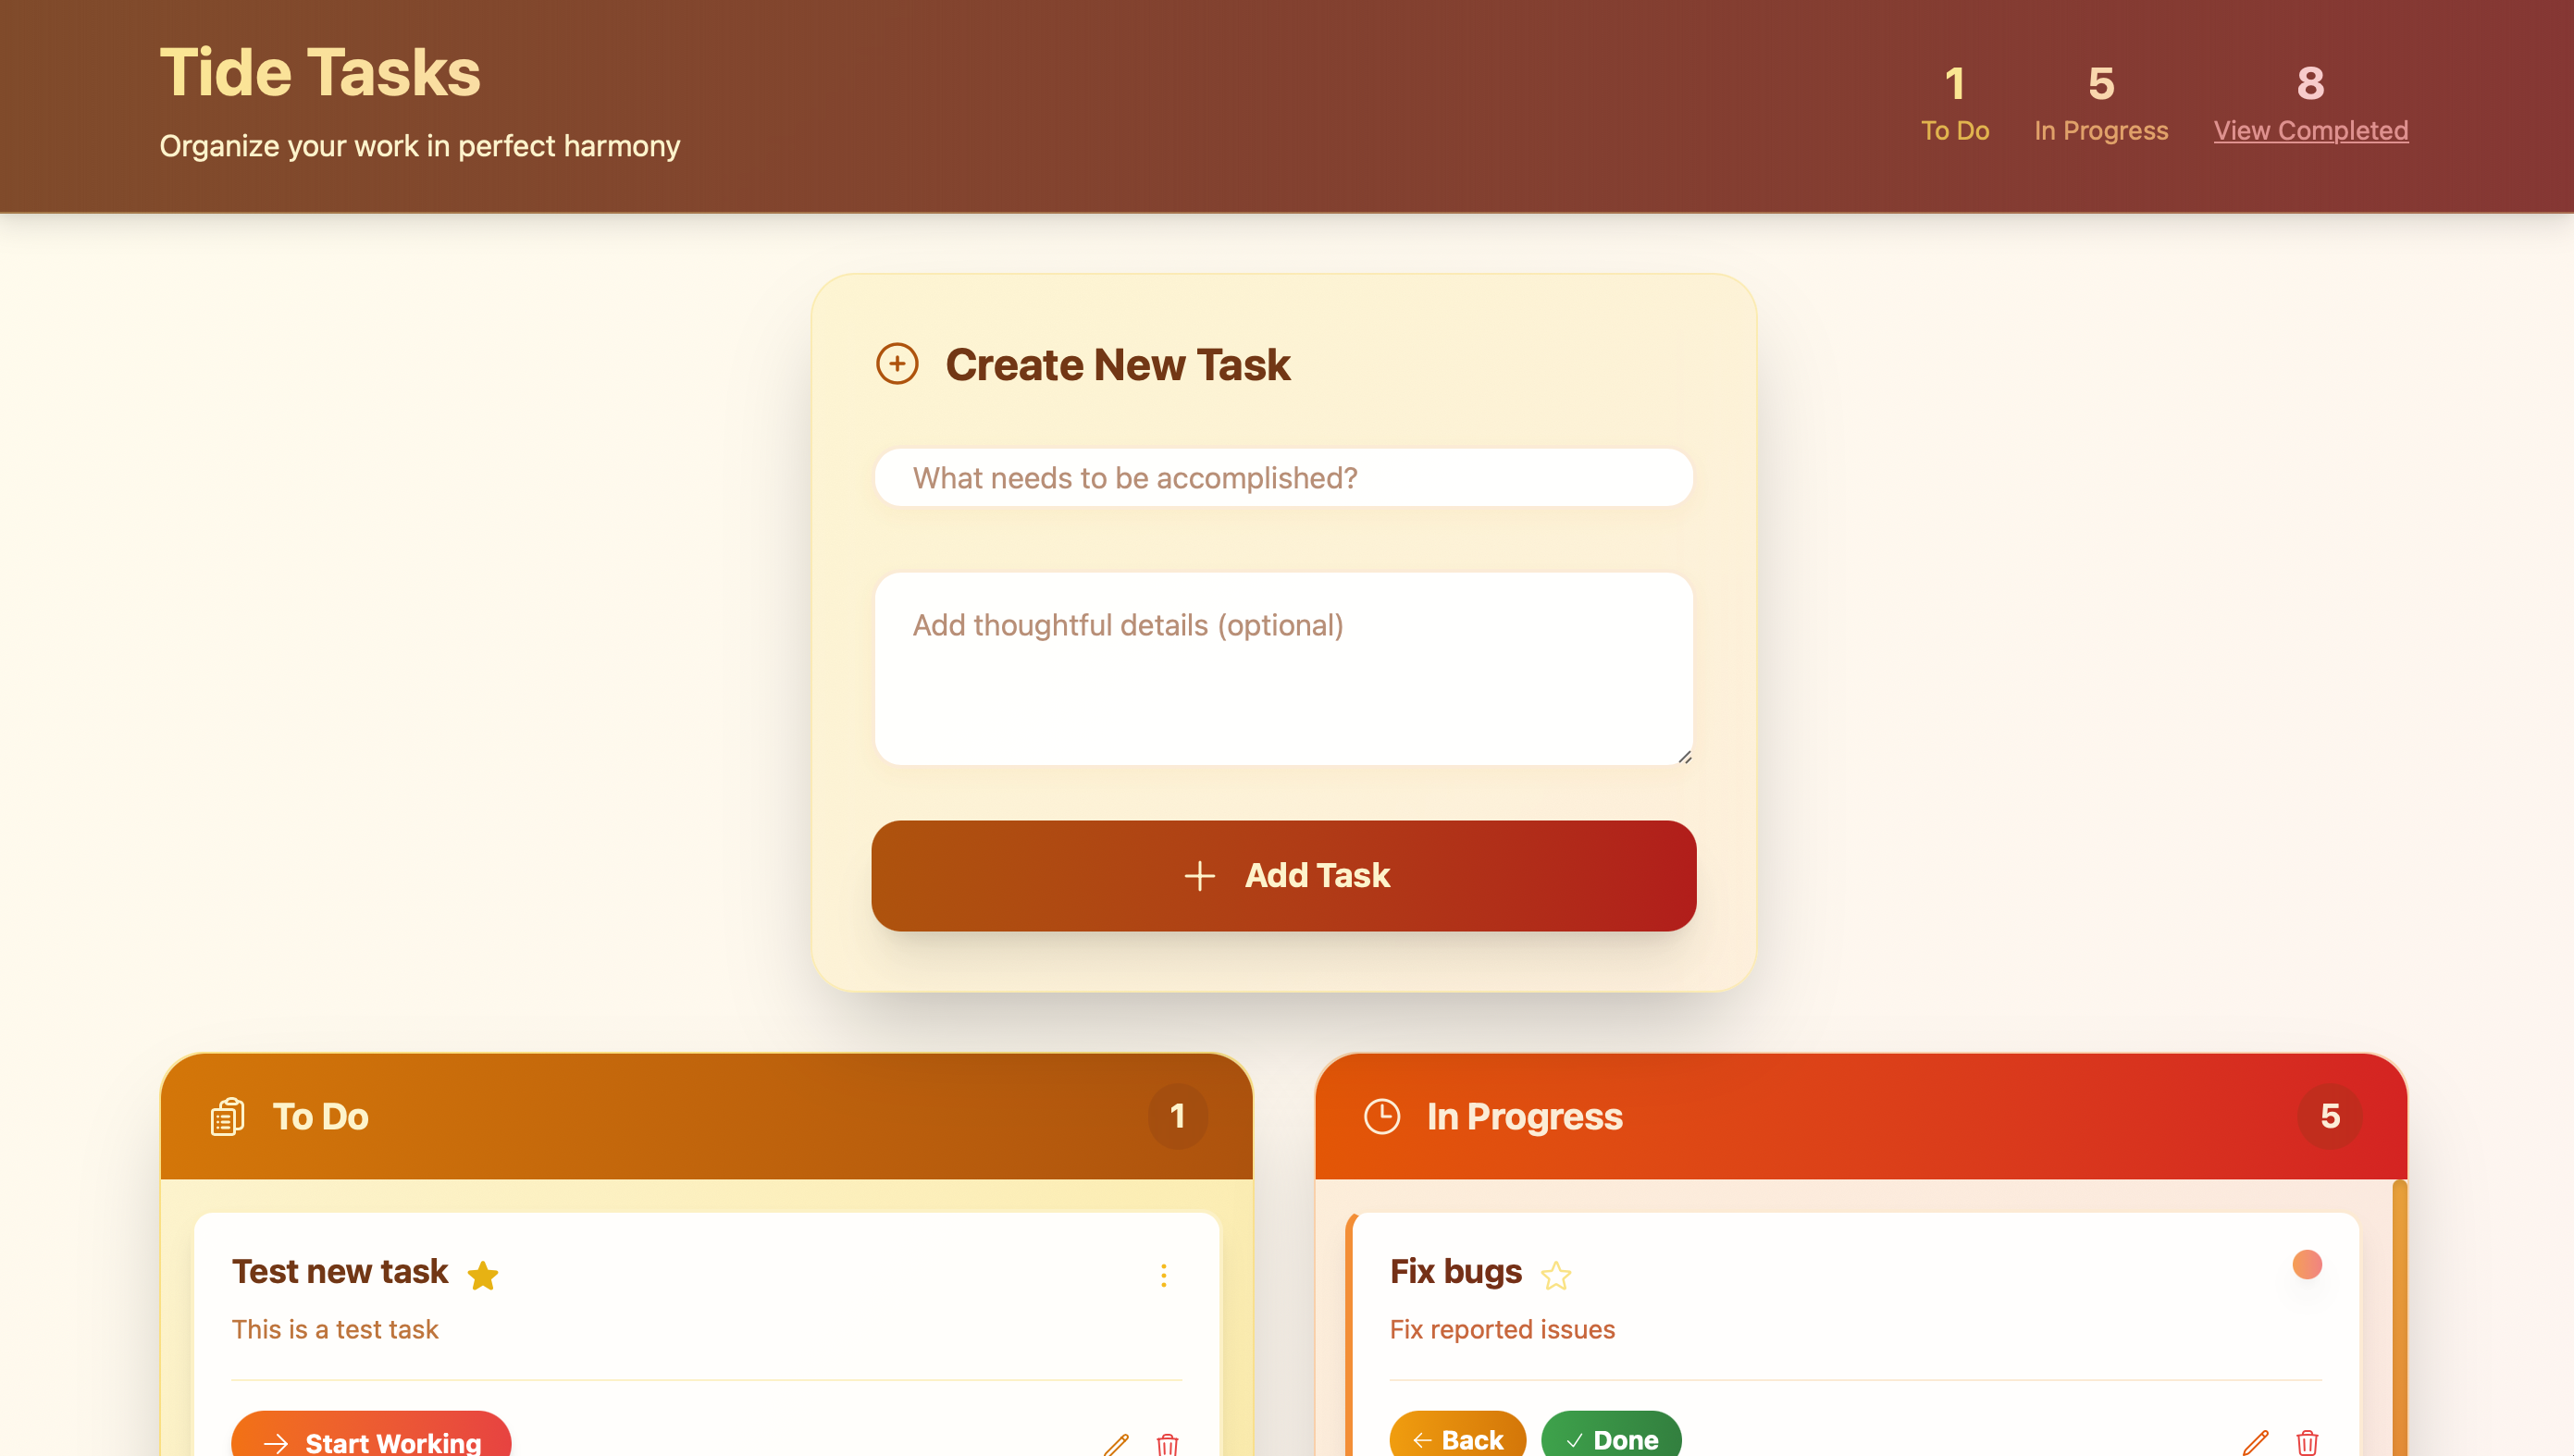 Tide Tasks
Organize your work in perfect harmony
1
To Do
5
In Progress
8
View Completed
Create New Task
What needs to be accomplished?
Add thoughtful details (optional)
Add Task
To Do
1
Test new task
This is a test task
Start Working
In Progress
5
Fix bugs
Fix reported issues
Back
Done